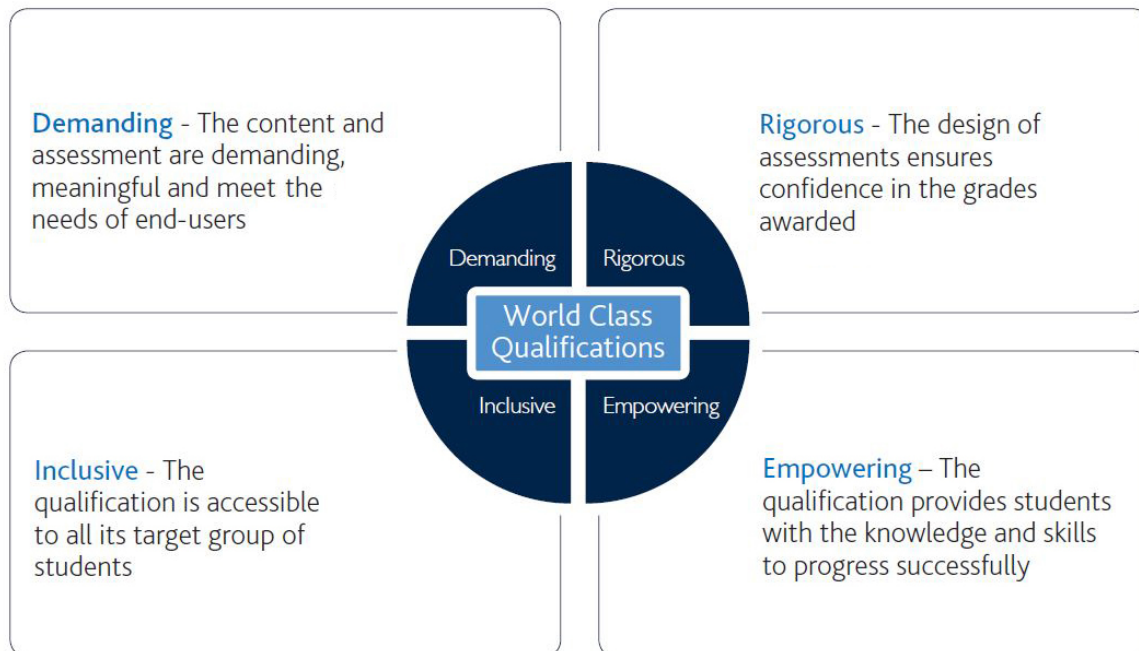 Demanding - The content and
assessment are demanding,
meaningful and meet the
needs of end-users
Rigorous - The design of
assessments ensures
confidence in the grades
awarded
Demanding
Rigorous
World Class
Qualifications
Inclusive
Empowering
Inclusive - The
qualification is accessible
to all its target group of
students
Empowering – The
qualification provides students
with the knowledge and skills
to progress successfully